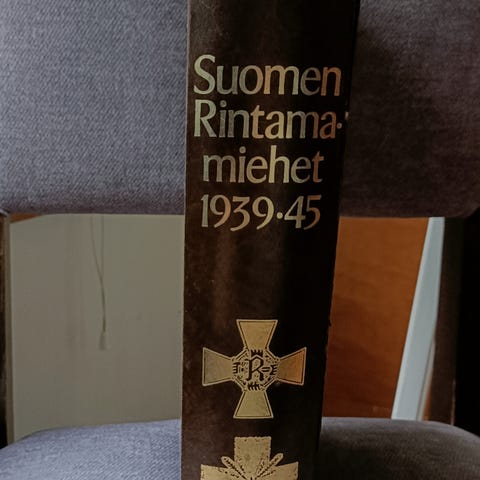 Suomen
Rintama-
miehet
1939·45
R